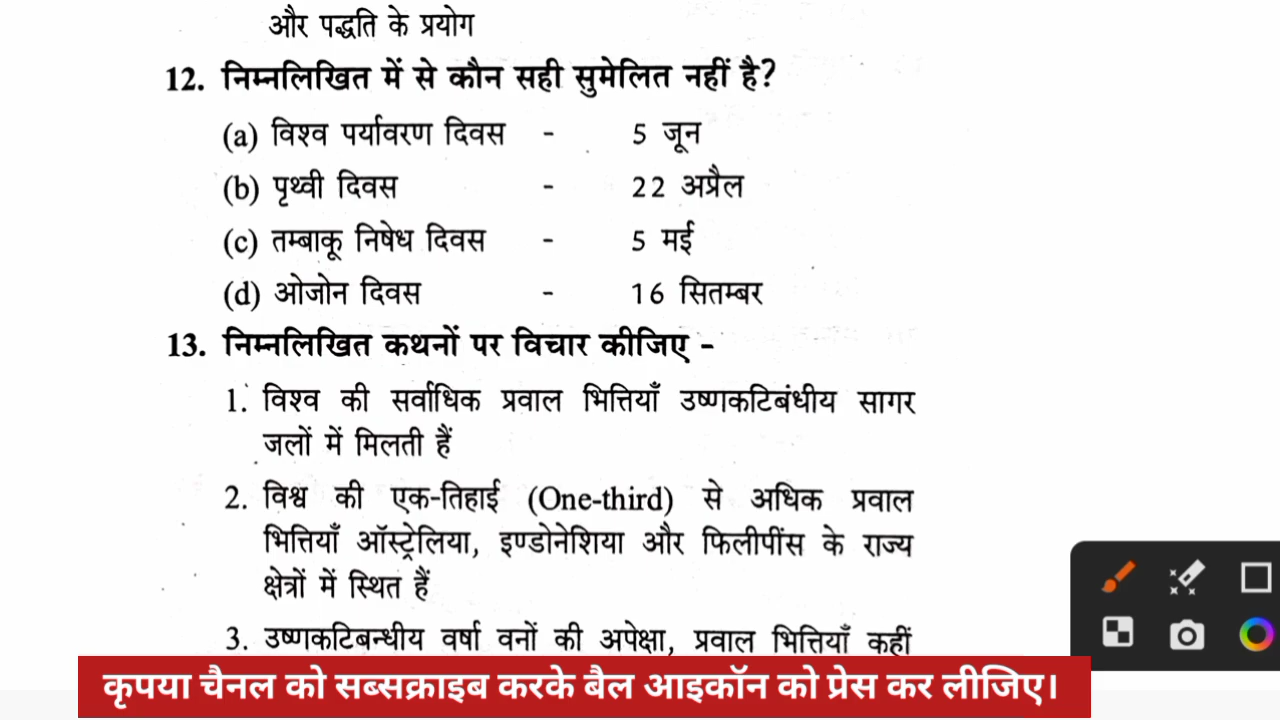 और पद्धति के प्रयोग
12. निम्नलिखित में से कौन सही सुमेलित नहीं है?
(a) विश्व पर्यावरण दिवस - 5 जून
(b) पृथ्वी दिवस - 22 अप्रैल
(c) तम्बाकू निषेध दिवस - 5 मई
(d) ओजोन दिवस - 16 सितम्बर
13. निम्नलिखित कथनों पर विचार कीजिए -
1. विश्व की सर्वाधिक प्रवाल भित्तियाँ उष्णकटिबंधीय सागर
जलों में मिलती हैं
2. विश्व की एक-तिहाई (One-third) से अधिक प्रवाल
भित्तियाँ ऑस्ट्रेलिया, इण्डोनेशिया और फिलीपींस के राज्य
क्षेत्रों में स्थित हैं
3. उष्णकटिबन्धीय वर्षा वनों की अपेक्षा, प्रवाल भित्तियाँ कहीं
कृपया चैनल को सब्सक्राइब करके बैल आइकॉन को प्रेस कर लीजिए।